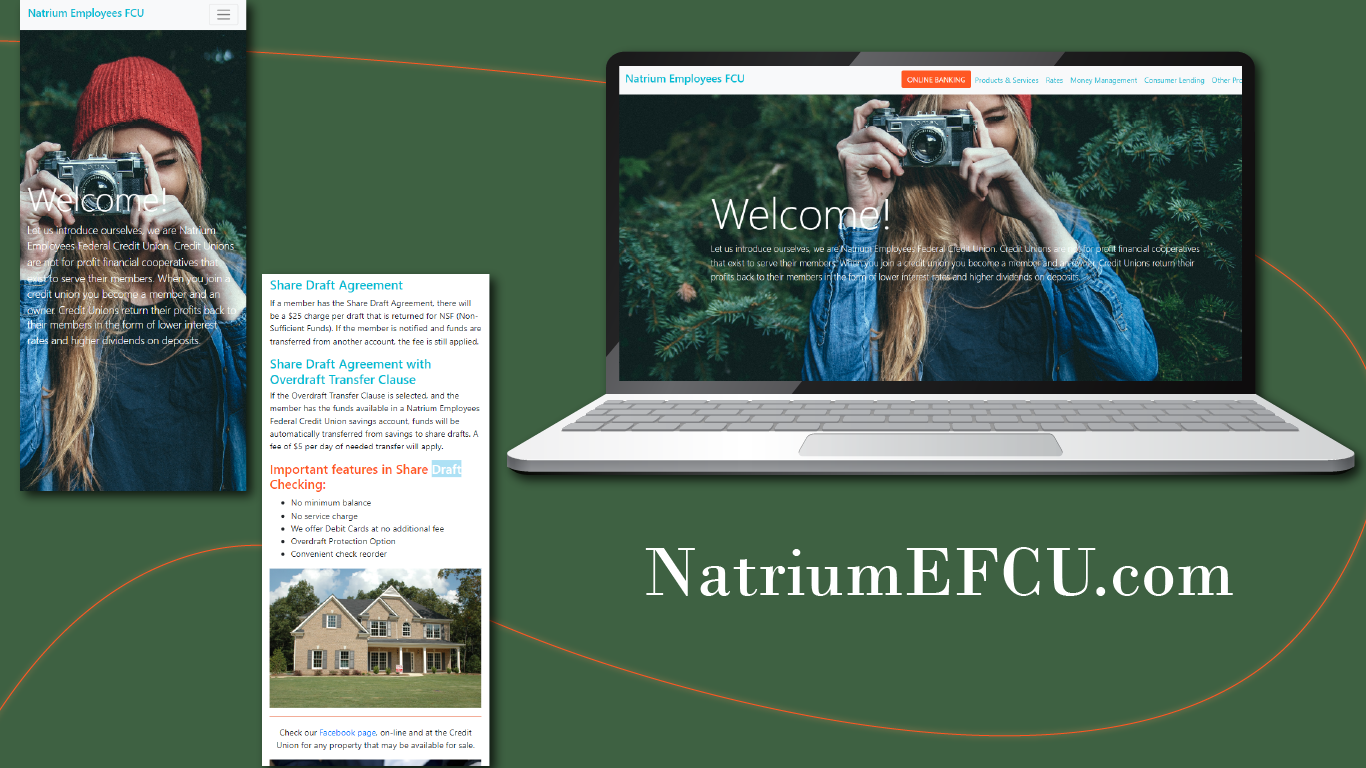 Natrium Employees FCU
Welcome!
Let us introduce ourselves, we are Natrium
Employees Federal Credit Union. Credit Unions
are not for profit financial cooperatives that
exist to serve their members. When you join a
credit union you become a member and an
owner. Credit Unions return their profits back to
their members in the form of lower interest
rates and higher dividends on deposits.
Share Draft Agreement
If a member has the Share Draft Agreement, there will
be a $25 charge per draft that is returned for NSF (Non-
Sufficient Funds). If the member is notified and funds are
transferred from another account, the fee is still applied.
Share Draft Agreement with
Overdraft Transfer Clause
If the Overdraft Transfer Clause is selected, and the
member has the funds available in a Natrium Employees
Federal Credit Union savings account, funds will be
automatically transferred from savings to share drafts. A
fee of $5 per day of needed transfer will apply.
Important features in Share Draft
Checking:
No minimum balance
No service charge
We offer Debit Cards at no additional fee
Overdraft Protection Option
Convenient check reorder
Check our Facebook page, on-line and at the Credit
Union for any property that may be available for sale.
Natrium Employees FCU
ONLINE BANKING Products & Services Rates Money Management Consumer Lending Other Pro
Welcome!
Let us introduce ourselves, we are Natrium Employees Federal Credit Union. Credit Unions are not for profit financial cooperatives
that exist to serve their members. When you join a credit union you become a member and an owner. Credit Unions return their
profits back to their members in the form of lower interest rates and higher dividends on deposits.
NatriumEFCU.com